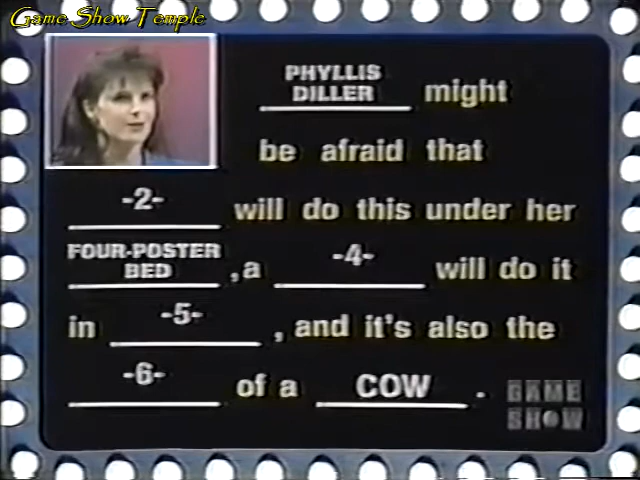 Game Show Temple
PHYLLIS
DILLER might
be afraid that
-2- will do this under her
FOUR-POSTER
BED , a -4- will do it
in -5- , and it's also the
-6- of a COW .
GAME
SHOW